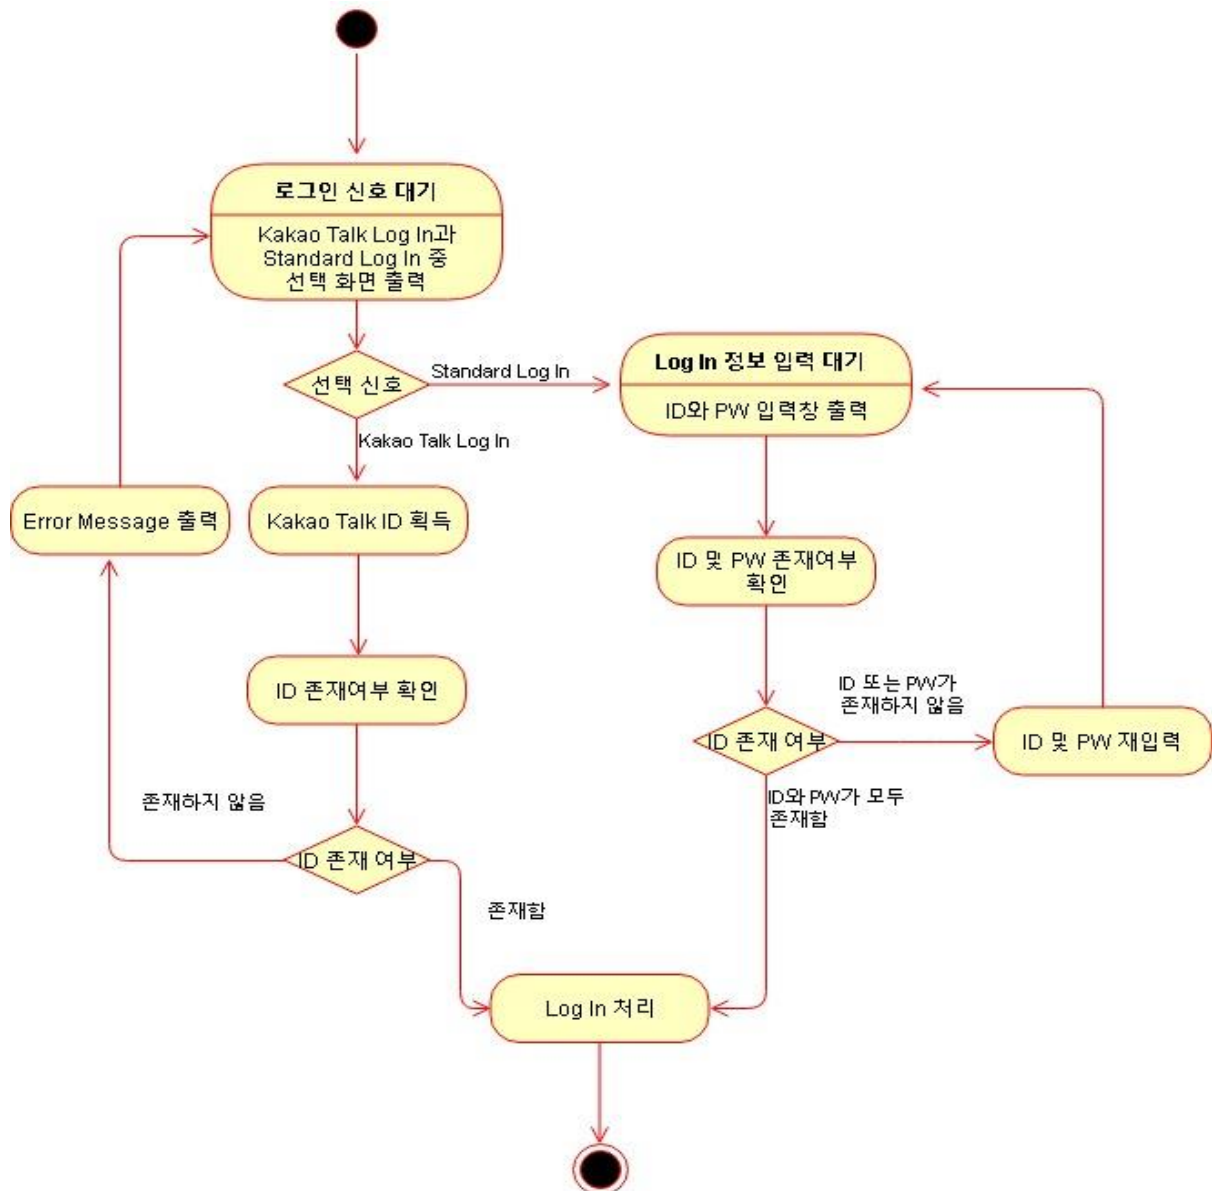 로그인 신호 대기
Kakao Talk Log In과
Standard Log In 중
선택 화면 출력
선택 신호
Standard Log In
Log In 정보 입력 대기
ID와 PW 입력창 출력
Kakao Talk Log In
Error Message 출력
Kakao Talk ID 획득
ID 및 PW 존재여부
확인
ID 존재여부 확인
ID 또는 PW가
존재하지 않음
ID 존재 여부
ID 및 PW 재입력
ID와 PW가 모두
존재함
존재하지 않음
ID 존재 여부
존재함
Log In 처리